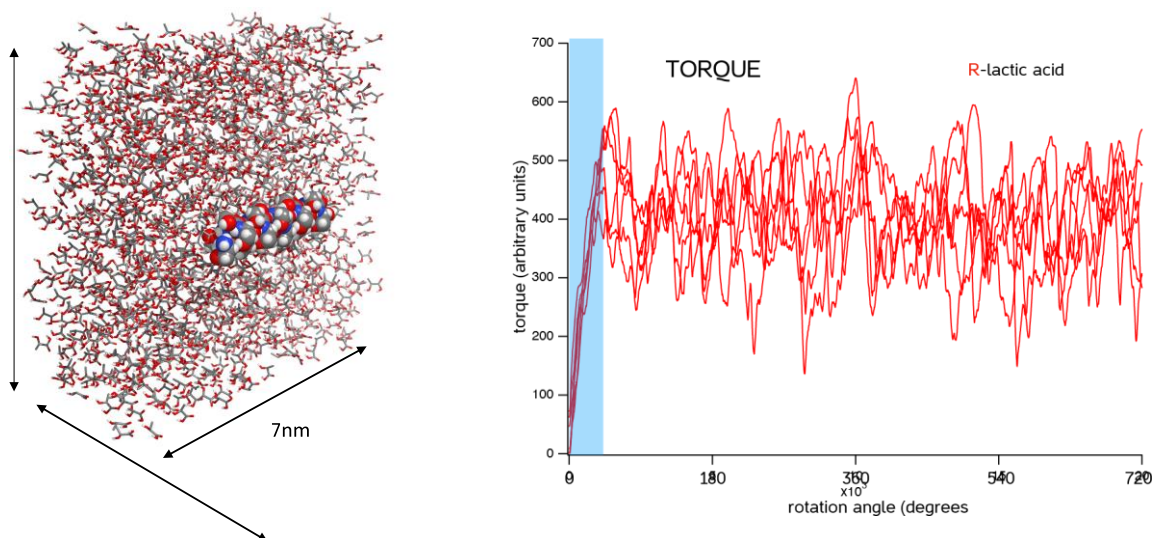 7nm
TORQUE
R-lactic acid
torque (arbitrary units)
700
600
500
400
300
200
100
0
0 180 360 540 720
x10³
rotation angle (degrees